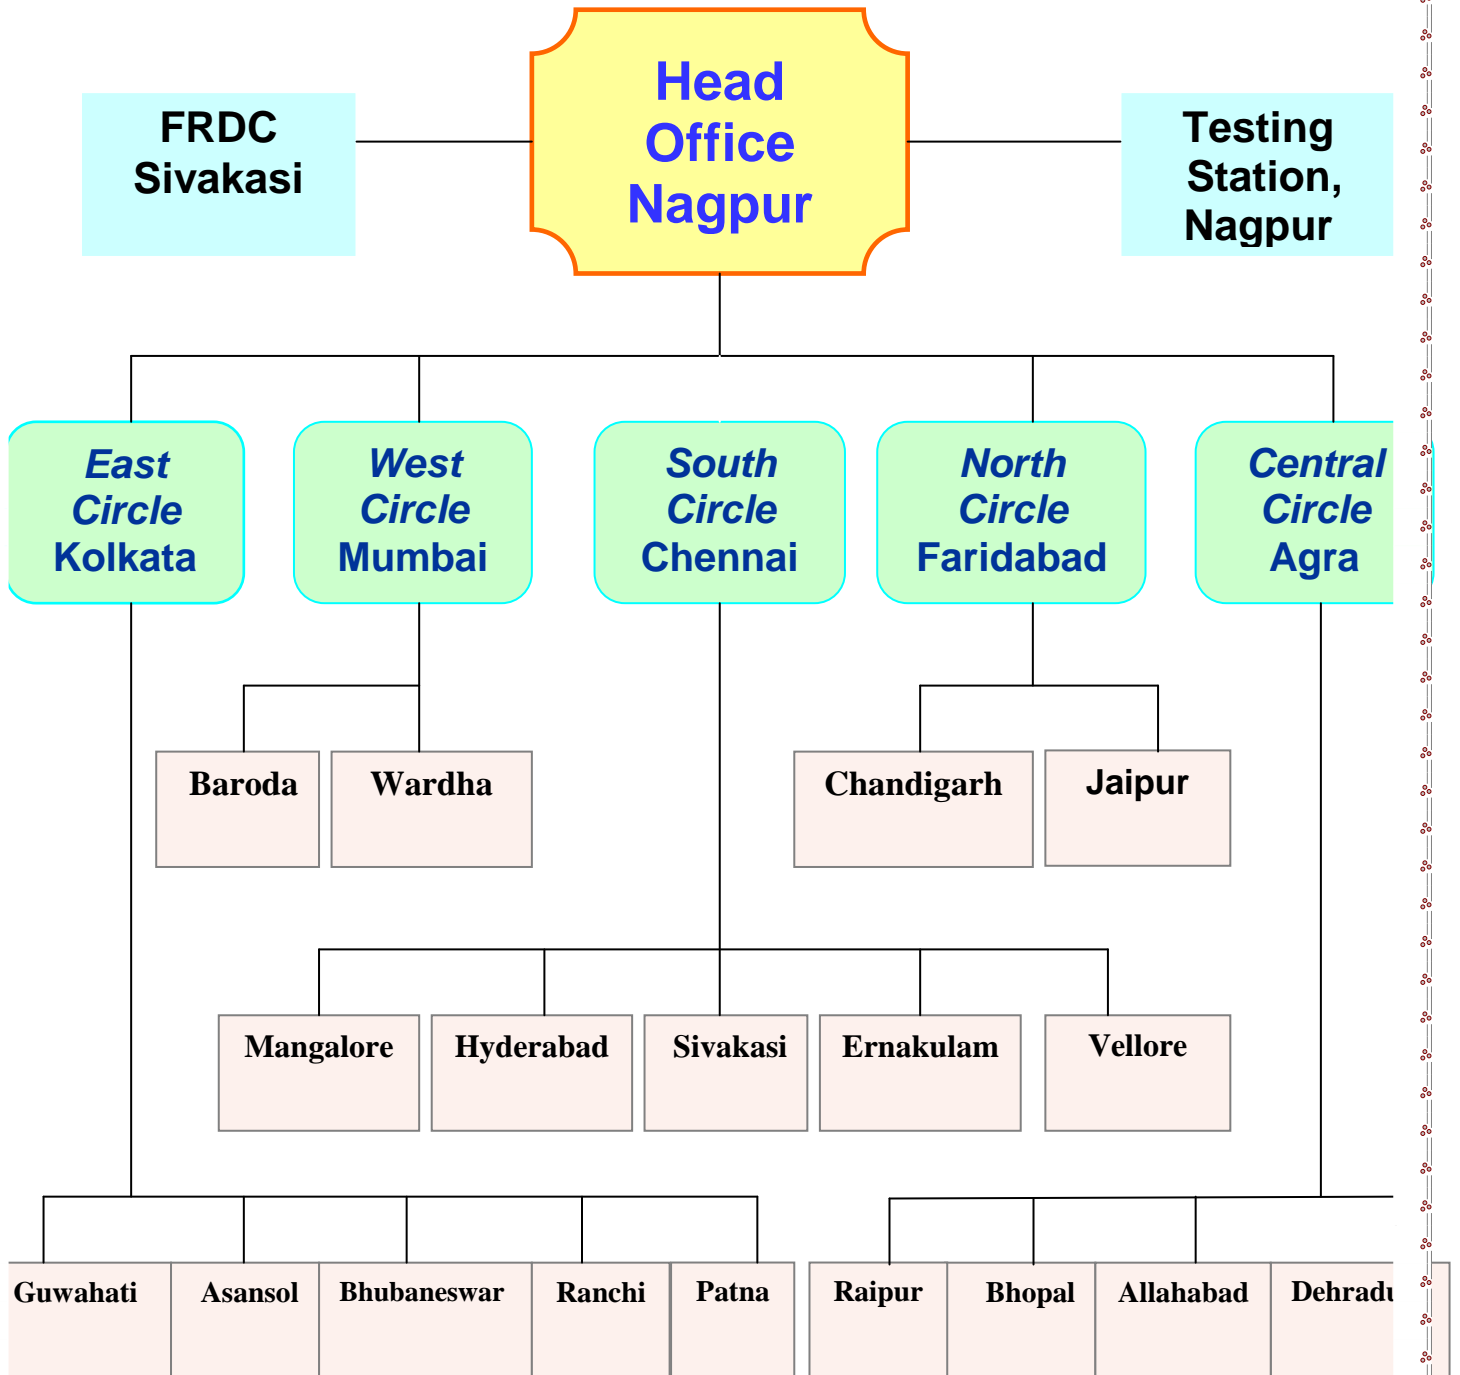 Head
Office
Nagpur
FRDC
Sivakasi
Testing
Station,
Nagpur
East
Circle
Kolkata
West
Circle
Mumbai
South
Circle
Chennai
North
Circle
Faridabad
Central
Circle
Agra
Baroda
Wardha
Chandigarh
Jaipur
Mangalore
Hyderabad
Sivakasi
Ernakulam
Vellore
Guwahati
Asansol
Bhubaneswar
Ranchi
Patna
Raipur
Bhopal
Allahabad
Dehradu